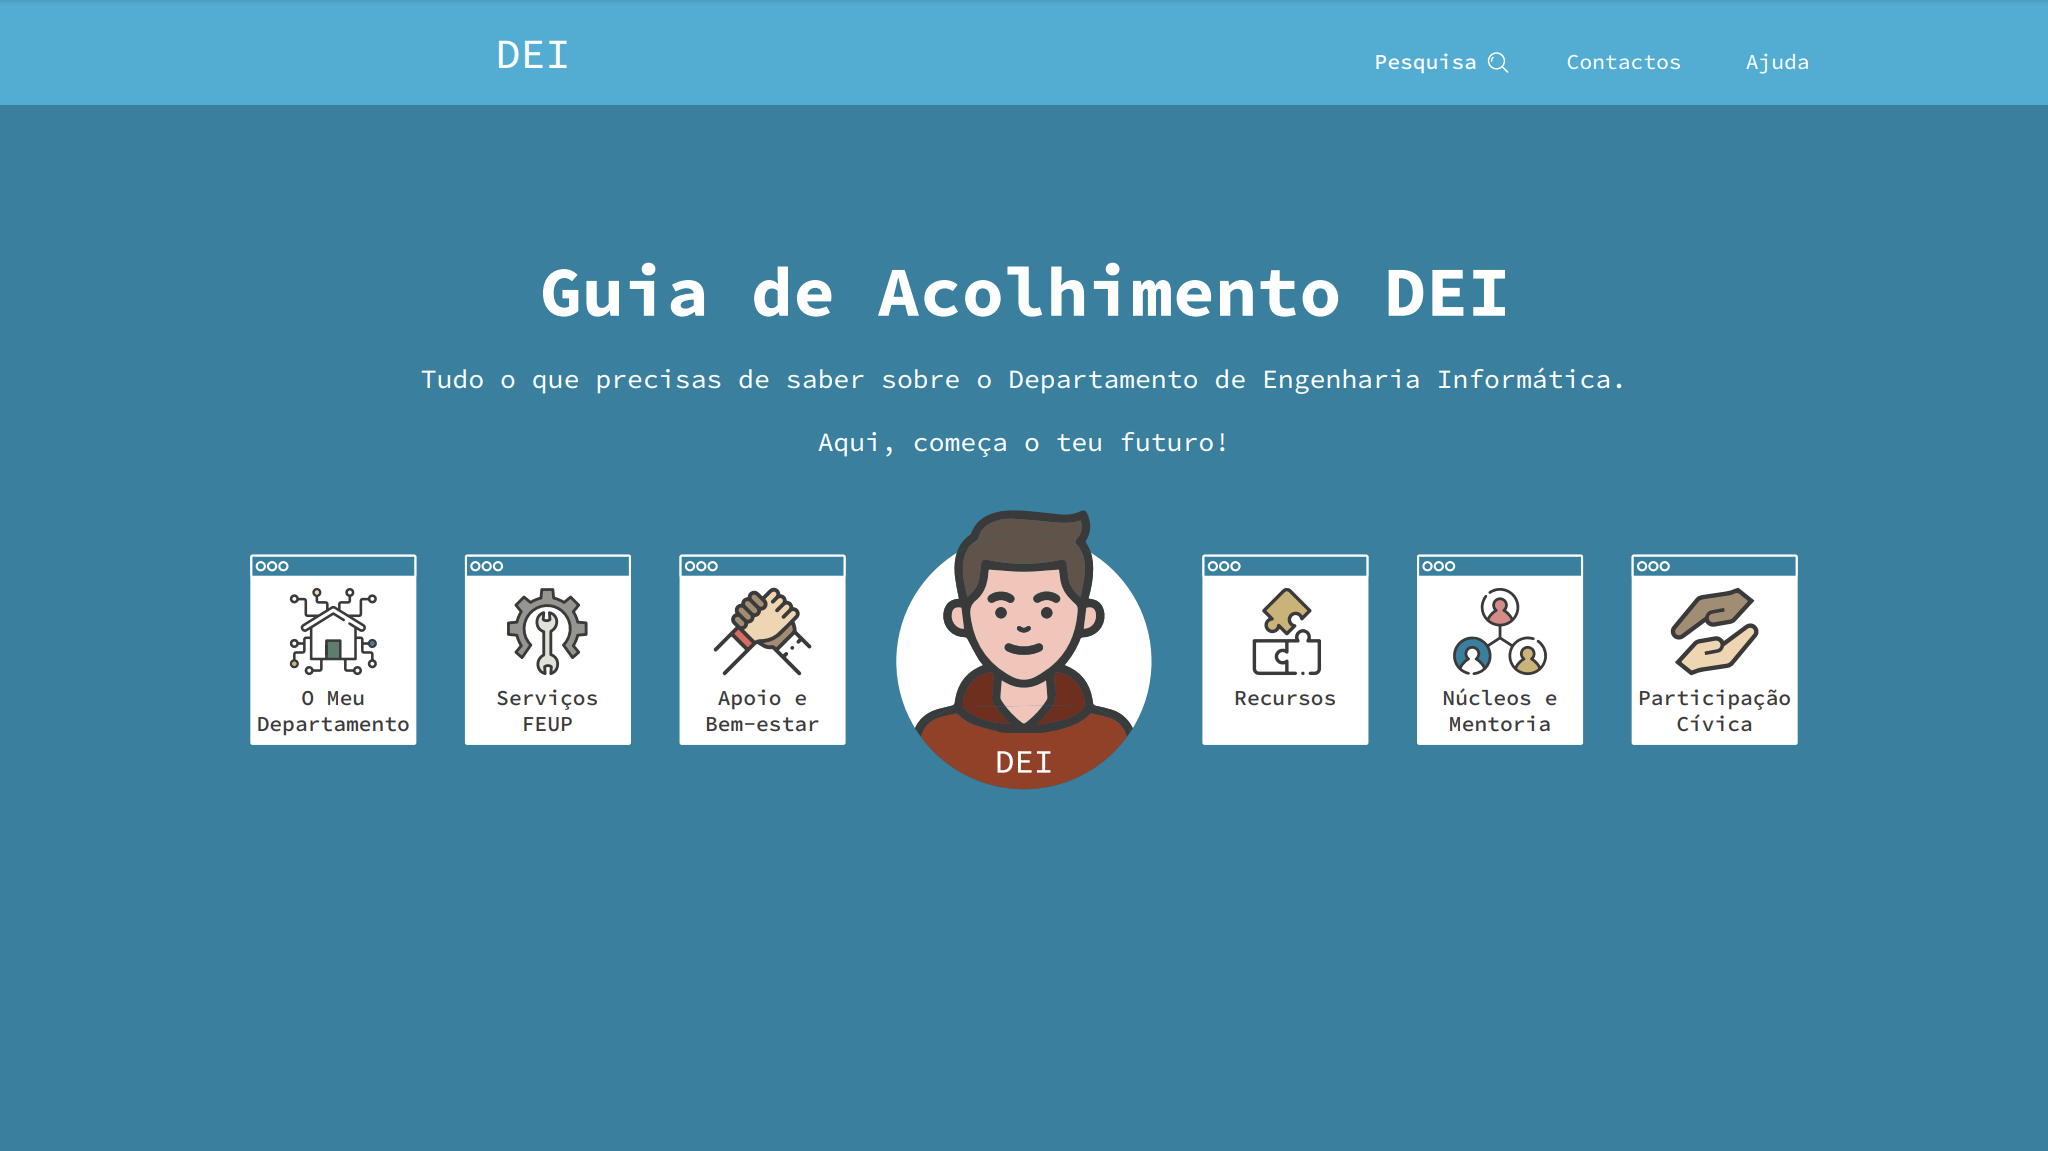 DEI
Pesquisa
Contactos
Ajuda
Guia de Acolhimento DEI
Tudo o que precisas de saber sobre o Departamento de Engenharia Informática.
Aqui, começa o teu futuro!
O Meu
Departamento
Serviços
FEUP
Apoio e
Bem-estar
DEI
Recursos
Núcleos e
Mentoria
Participação
Cívica